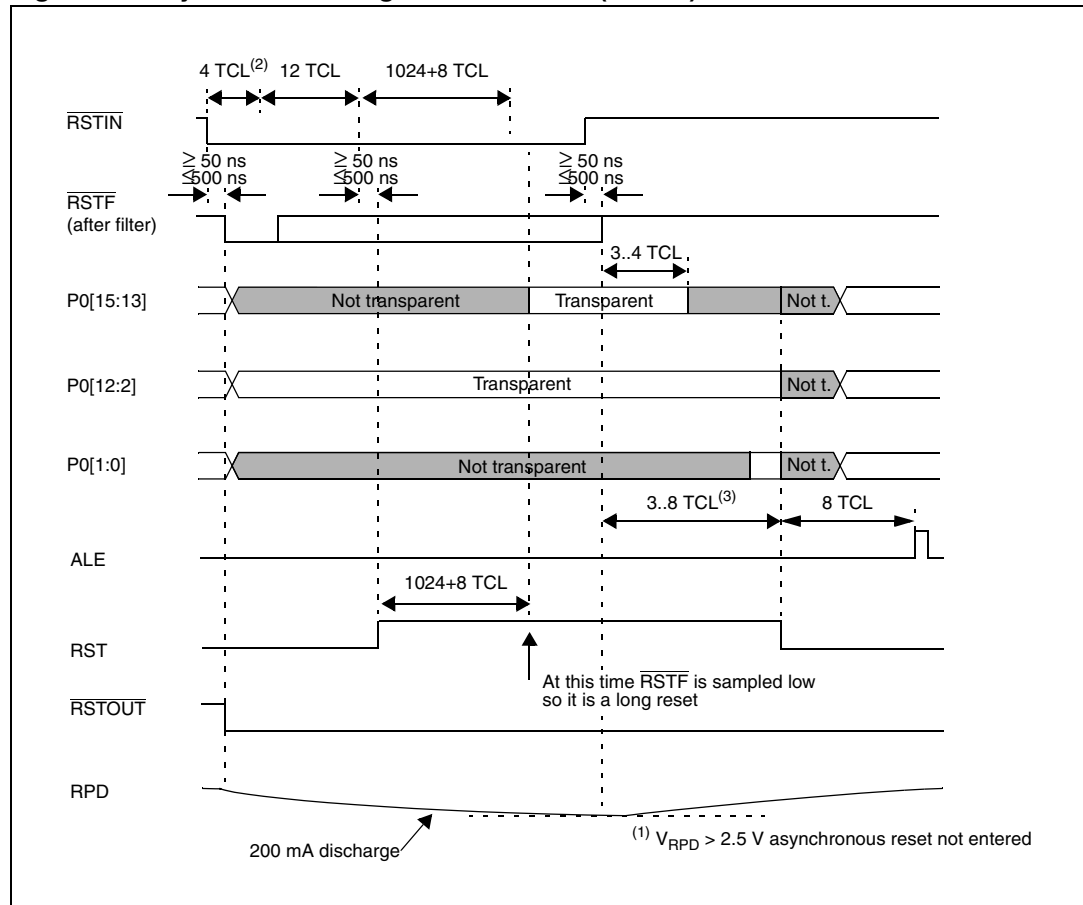 4 TCL(2) 12 TCL 1024+8 TCL
RSTIN
≥ 50 ns ≥ 50 ns ≥ 50 ns
≤500 ns ≤500 ns ≤500 ns
RSTF
(after filter)
3..4 TCL
P0[15:13] Not transparent Transparent Not t.
P0[12:2] Transparent Not t.
P0[1:0] Not transparent Not t.
3..8 TCL(3) 8 TCL
ALE
1024+8 TCL
RST
At this time RSTF is sampled low
so it is a long reset
RSTOUT
RPD
200 mA discharge
(1) VRPD > 2.5 V asynchronous reset not entered